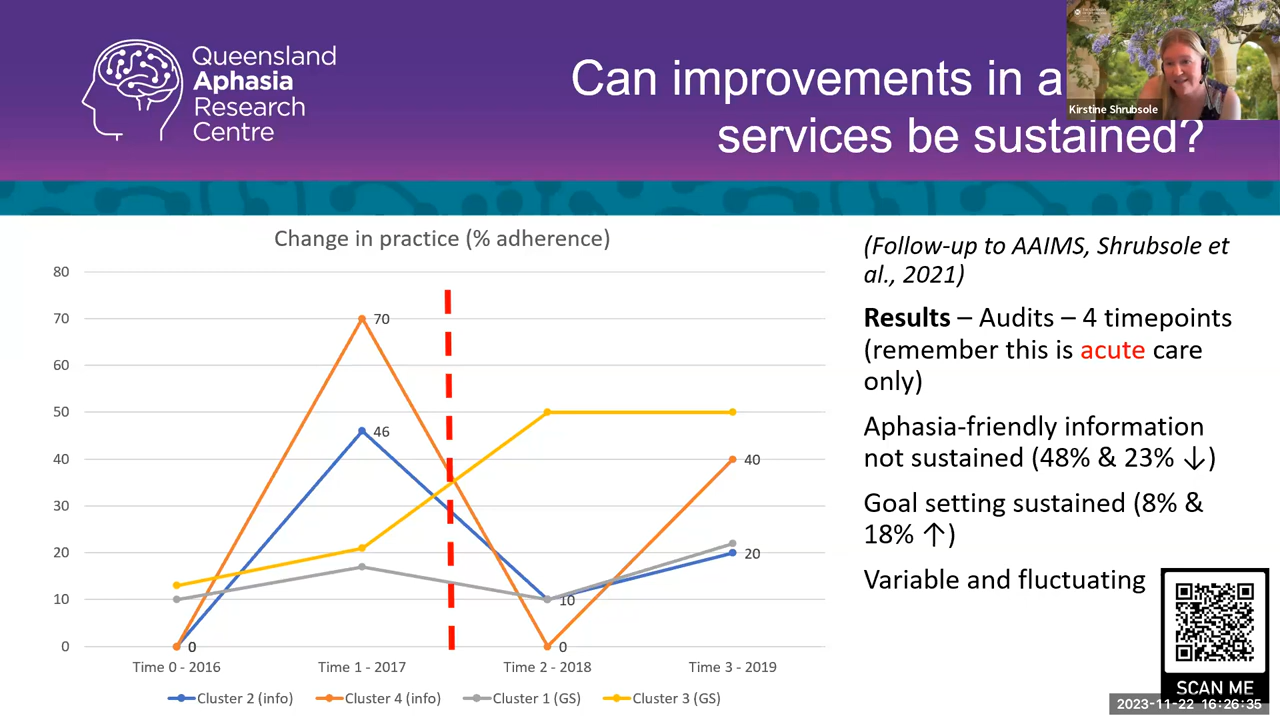 Queensland
Aphasia
Research
Centre
Can improvements in a
services be sustained?
Kirstine Shrubsole
Change in practice (% adherence)
80
70
60
50
40
30
20
10
0
70
46
40
20
10
0
0
Time 0 - 2016
Time 1 - 2017
Time 2 - 2018
Time 3 - 2019
Cluster 2 (info)
Cluster 4 (info)
Cluster 1 (GS)
Cluster 3 (GS)
(Follow-up to AAIMS, Shrubsole et
al., 2021)
Results – Audits – 4 timepoints
(remember this is acute care
only)
Aphasia-friendly information
not sustained (48% & 23% ↓)
Goal setting sustained (8% &
18% ↑)
Variable and fluctuating
SCAN ME
2023-11-22 16:26:35